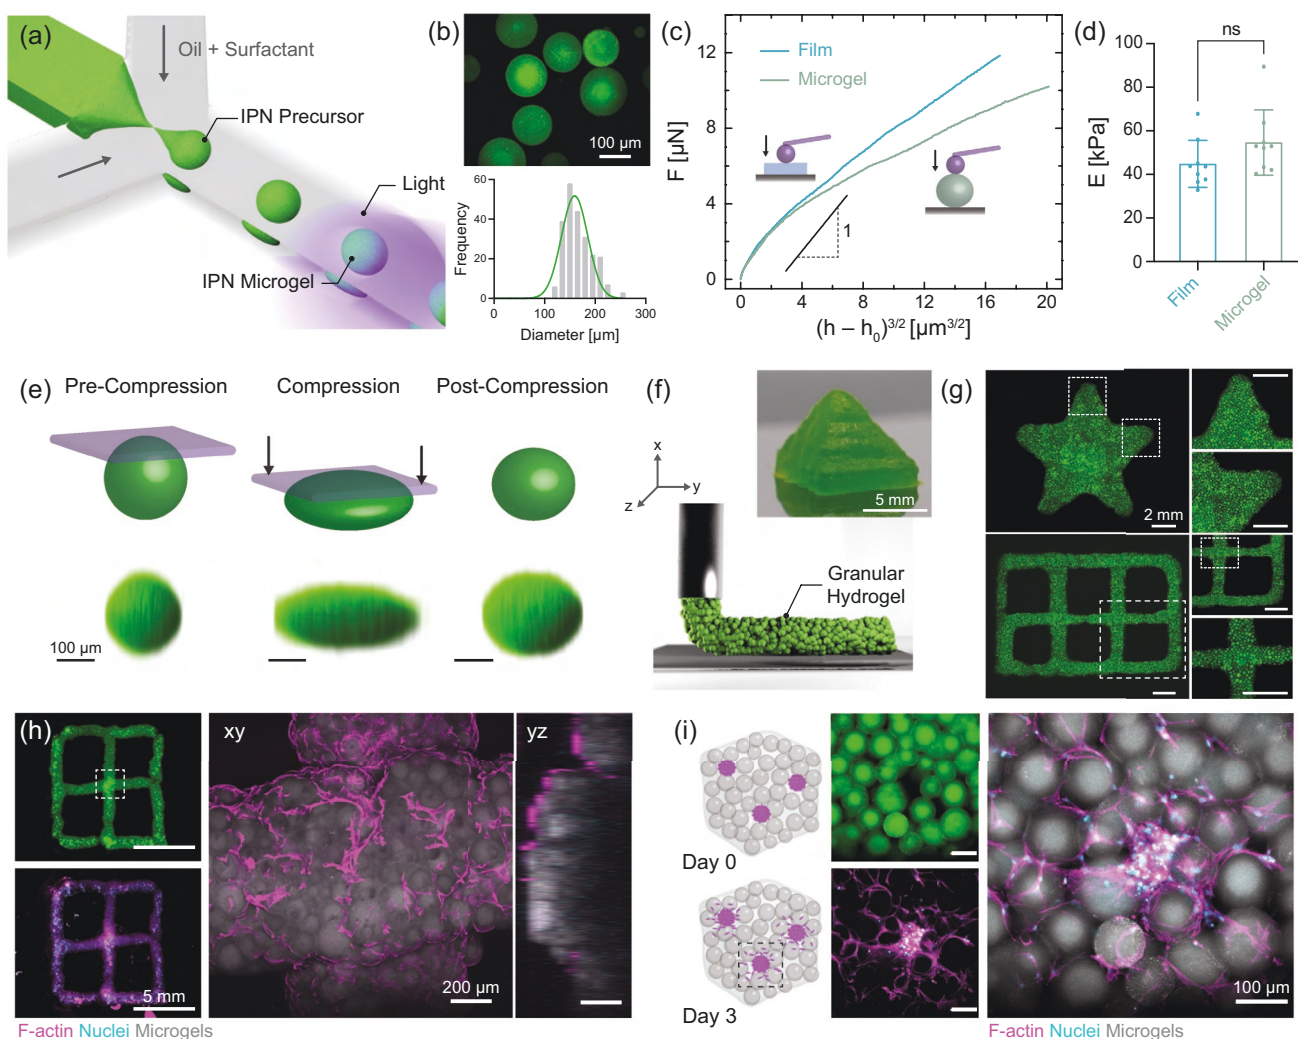 (a)
Oil + Surfactant
IPN Precursor
Light
IPN Microgel
(b)
100 µm
Frequency
60
40
20
0
0 100 200 300
Diameter [µm]
(c)
Film
Microgel
F [µN]
12
8
4
0
1
0 4 8 12 16 20
(h – h₀)³ᐟ² [µm³ᐟ²]
(d)
ns
E [kPa]
100
80
60
40
20
0
Film
Microgel
(e)
Pre-Compression Compression Post-Compression
100 µm
(f)
x
y
z
5 mm
Granular
Hydrogel
(g)
2 mm
(h)
5 mm
xy
200 µm
yz
F-actin Nuclei Microgels
(i)
Day 0
Day 3
100 µm
F-actin Nuclei Microgels